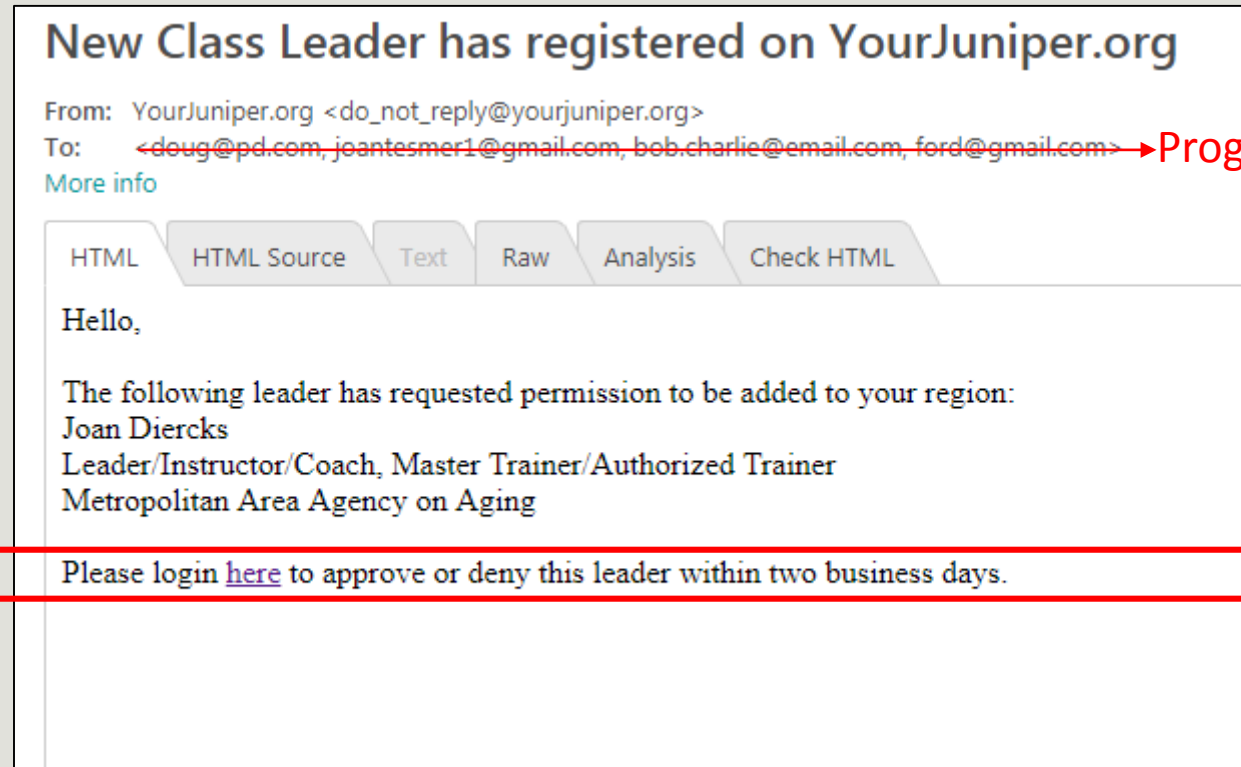 New Class Leader has registered on YourJuniper.org
From: YourJuniper.org <do_not_reply@yourjuniper.org>
To: <doug@pd.com, joantesmer1@gmail.com, bob.charlie@email.com, ford@gmail.com> Prog
More info
HTML HTML Source Text Raw Analysis Check HTML
Hello,
The following leader has requested permission to be added to your region:
Joan Diercks
Leader/Instructor/Coach, Master Trainer/Authorized Trainer
Metropolitan Area Agency on Aging
Please login here to approve or deny this leader within two business days.